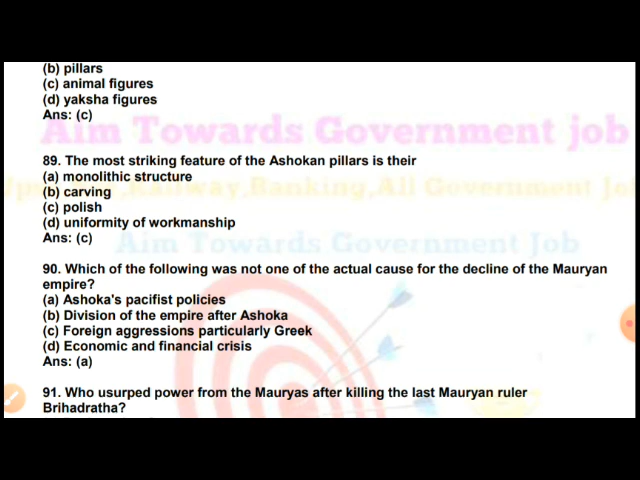 (b) pillars
(c) animal figures
(d) yaksha figures
Ans: (c)
Aim Towards Government job
89. The most striking feature of the Ashokan pillars is their
(a) monolithic structure
(b) carving
(c) polish
(d) uniformity of workmanship
Ans: (c)
Railway,Banking,All Government
Aim Towards Government Job
90. Which of the following was not one of the actual cause for the decline of the Mauryan
empire?
(a) Ashoka's pacifist policies
(b) Division of the empire after Ashoka
(c) Foreign aggressions particularly Greek
(d) Economic and financial crisis
Ans: (a)
91. Who usurped power from the Mauryas after killing the last Mauryan ruler
Brihadratha?